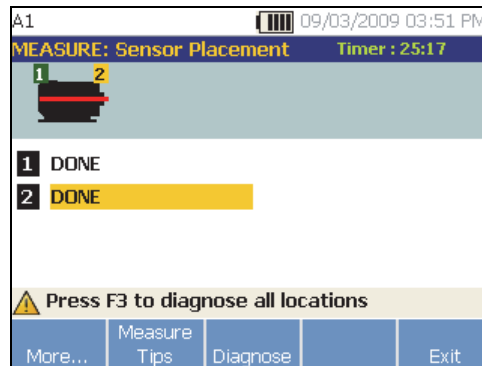 A1 09/03/2009 03:51 PM
MEASURE: Sensor Placement Timer : 25:17
1 2
1 DONE
2 DONE
Press F3 to diagnose all locations
More... Measure Tips Diagnose Exit